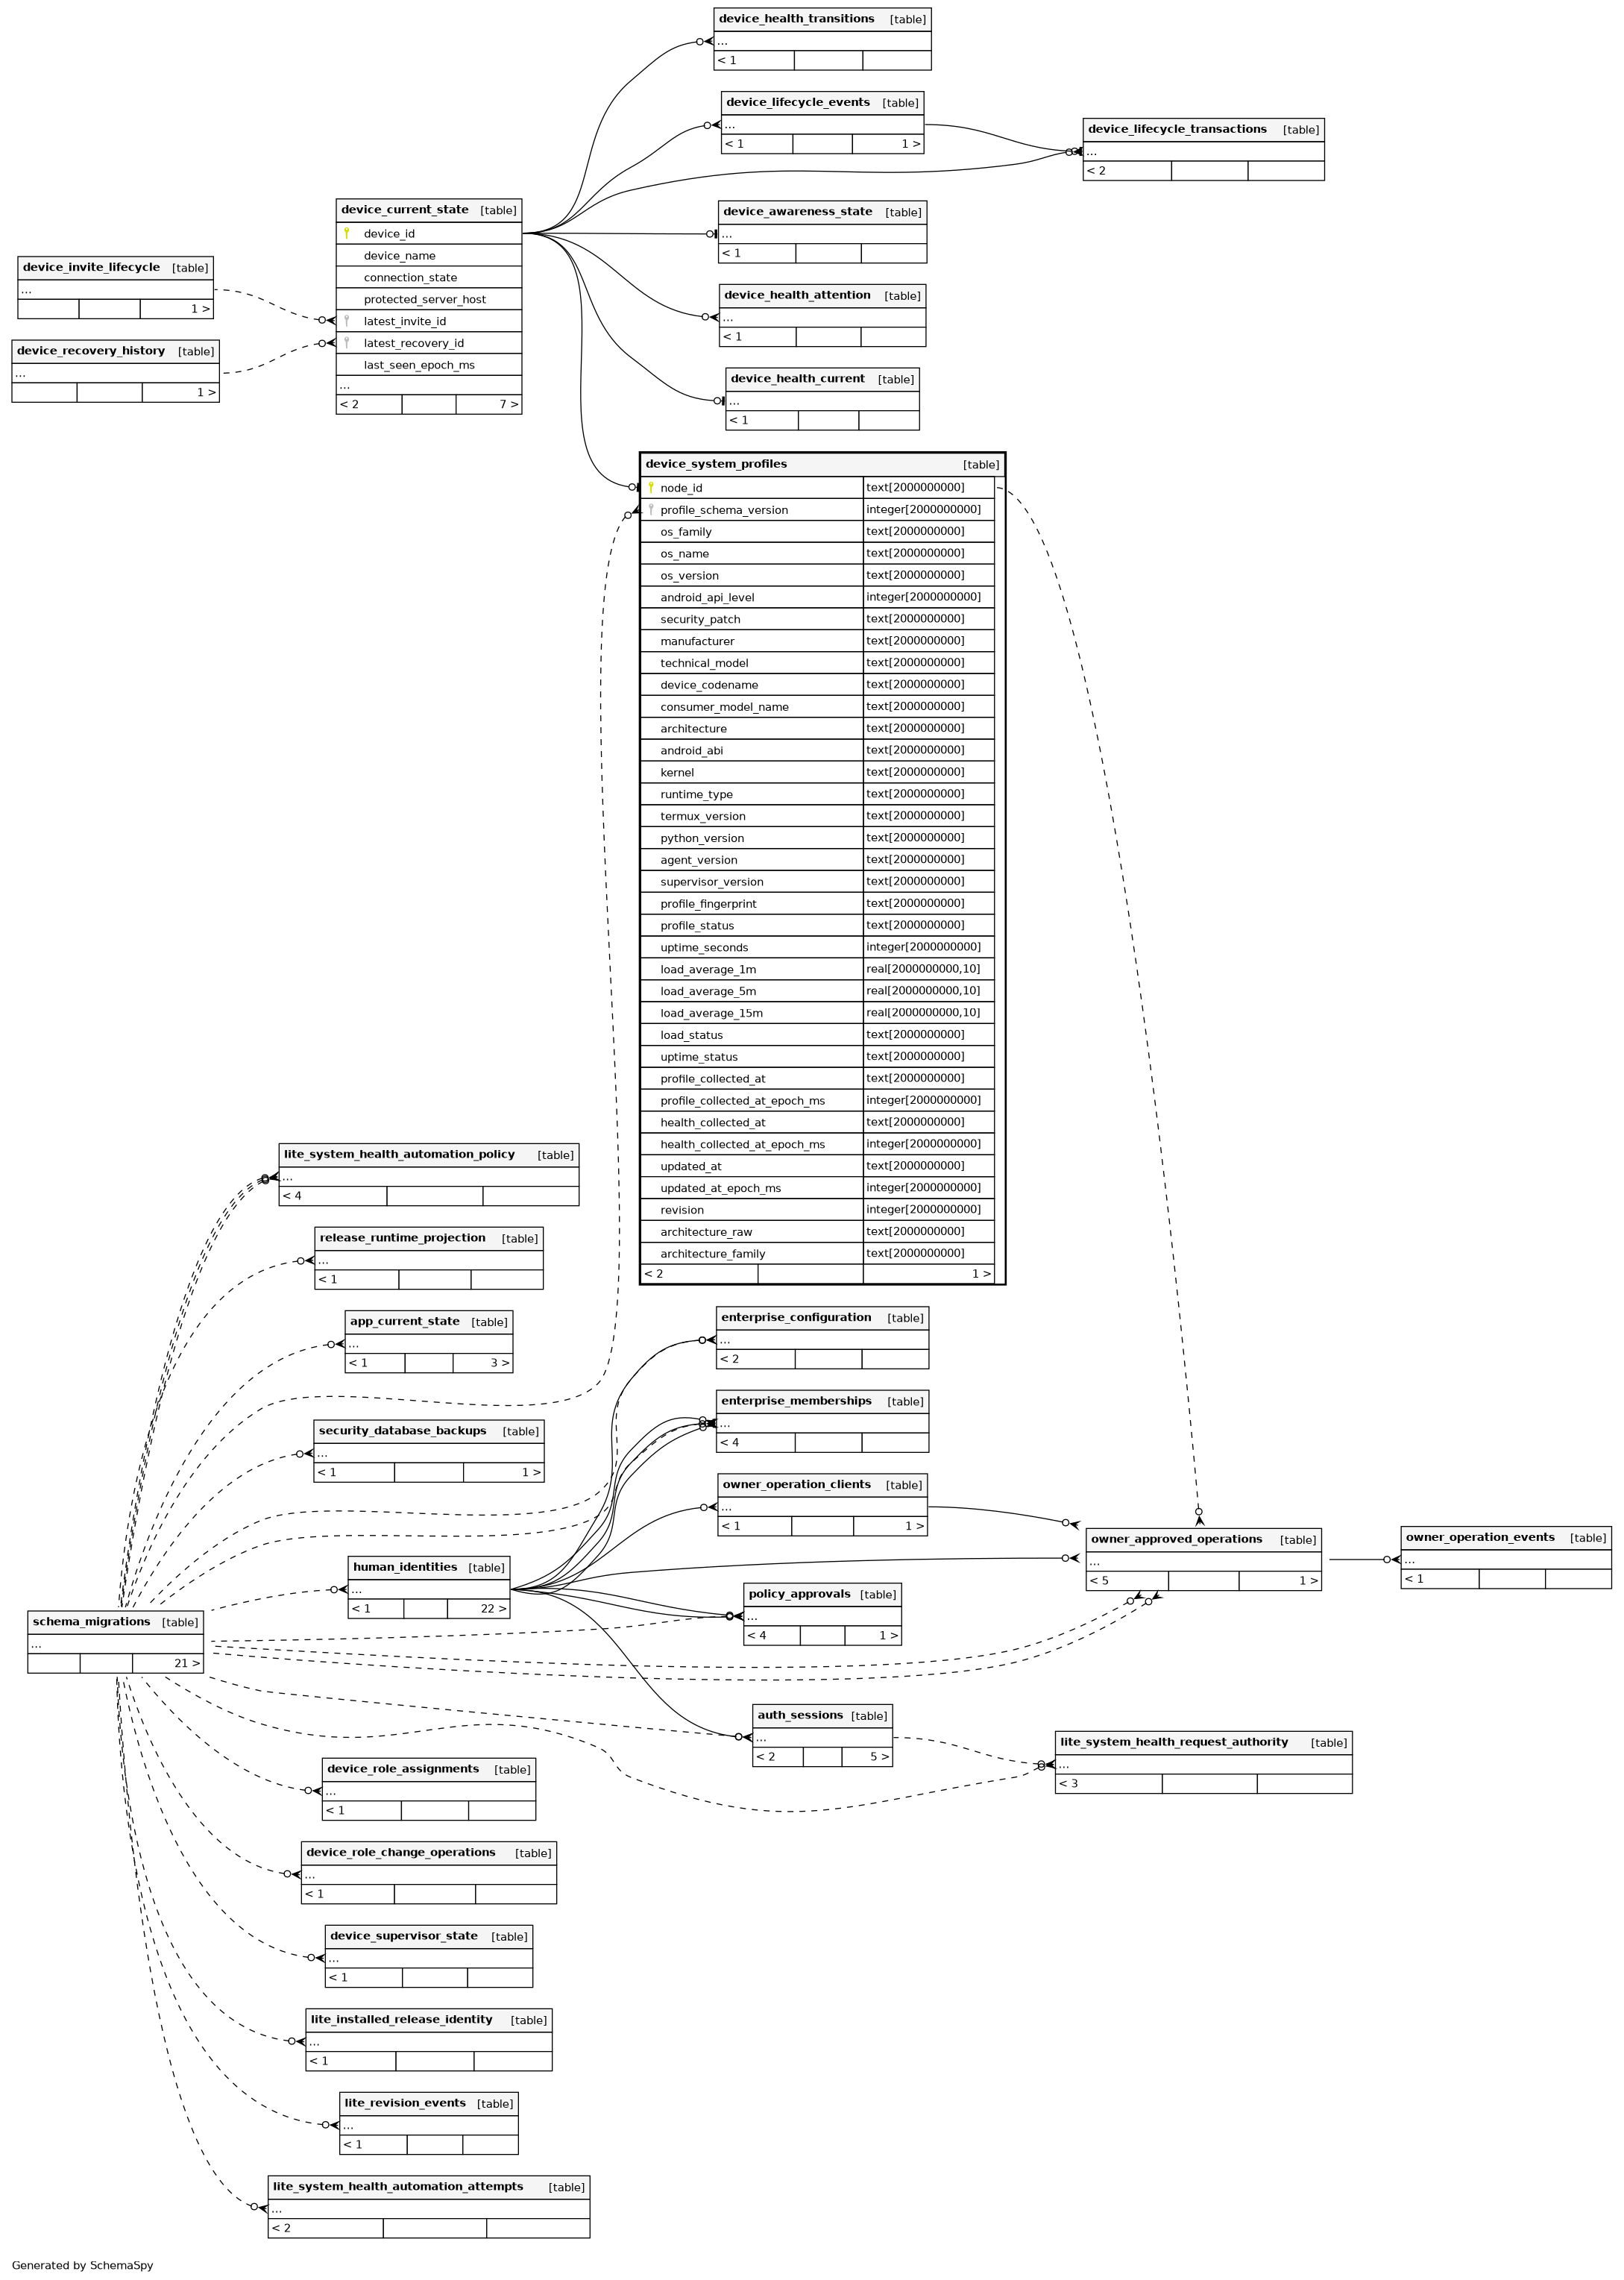 device_health_transitions [table]
...
< 1
device_lifecycle_events [table]
...
< 1 1 >
device_lifecycle_transactions [table]
...
< 2
device_current_state [table]
device_id
device_name
connection_state
protected_server_host
latest_invite_id
latest_recovery_id
last_seen_epoch_ms
...
< 2 7 >
device_awareness_state [table]
...
< 1
device_invite_lifecycle [table]
...
1 >
device_health_attention [table]
...
< 1
device_recovery_history [table]
...
1 >
device_health_current [table]
...
< 1
device_system_profiles [table]
node_id text[2000000000]
profile_schema_version integer[2000000000]
os_family text[2000000000]
os_name text[2000000000]
os_version text[2000000000]
android_api_level integer[2000000000]
security_patch text[2000000000]
manufacturer text[2000000000]
technical_model text[2000000000]
device_codename text[2000000000]
consumer_model_name text[2000000000]
architecture text[2000000000]
android_abi text[2000000000]
kernel text[2000000000]
runtime_type text[2000000000]
termux_version text[2000000000]
python_version text[2000000000]
agent_version text[2000000000]
supervisor_version text[2000000000]
profile_fingerprint text[2000000000]
profile_status text[2000000000]
uptime_seconds integer[2000000000]
load_average_1m real[2000000000,10]
load_average_5m real[2000000000,10]
load_average_15m real[2000000000,10]
load_status text[2000000000]
uptime_status text[2000000000]
profile_collected_at text[2000000000]
profile_collected_at_epoch_ms integer[2000000000]
health_collected_at text[2000000000]
health_collected_at_epoch_ms integer[2000000000]
updated_at text[2000000000]
updated_at_epoch_ms integer[2000000000]
revision integer[2000000000]
architecture_raw text[2000000000]
architecture_family text[2000000000]
< 2 1 >
lite_system_health_automation_policy [table]
...
< 4
release_runtime_projection [table]
...
< 1
app_current_state [table]
...
< 1 3 >
enterprise_configuration [table]
...
< 2
security_database_backups [table]
...
< 1 1 >
enterprise_memberships [table]
...
< 4
owner_operation_clients [table]
...
< 1 1 >
owner_approved_operations [table]
...
< 5 1 >
owner_operation_events [table]
...
< 1
human_identities [table]
...
< 1 22 >
policy_approvals [table]
...
< 4 1 >
schema_migrations [table]
...
21 >
auth_sessions [table]
...
< 2 5 >
lite_system_health_request_authority [table]
...
< 3
device_role_assignments [table]
...
< 1
device_role_change_operations [table]
...
< 1
device_supervisor_state [table]
...
< 1
lite_installed_release_identity [table]
...
< 1
lite_revision_events [table]
...
< 1
lite_system_health_automation_attempts [table]
...
< 2
Generated by SchemaSpy